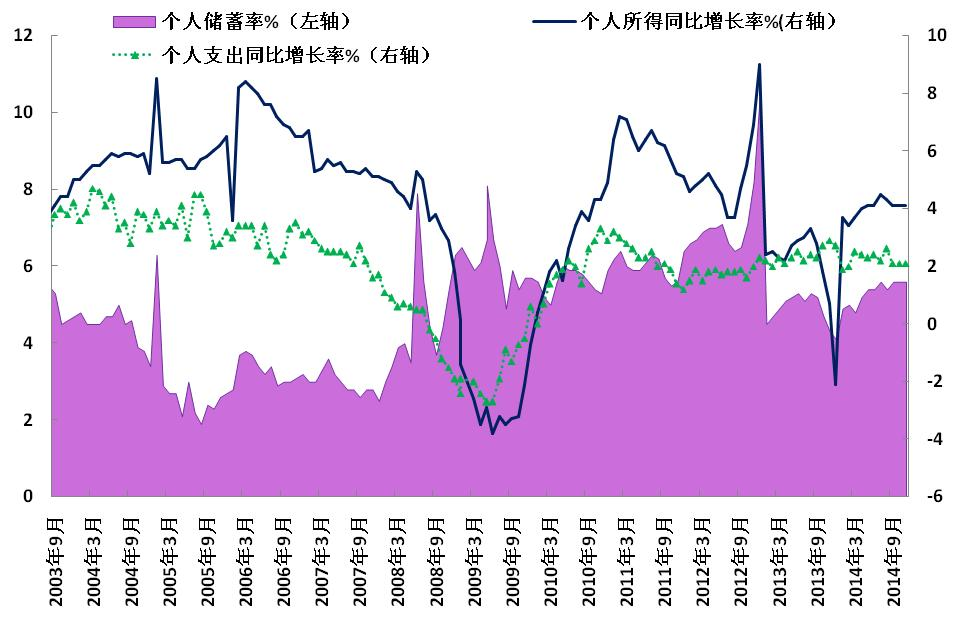 个人储蓄率%（左轴）
个人所得同比增长率%(右轴）
个人支出同比增长率%（右轴）
12
10
8
6
4
2
0
10
8
6
4
2
0
-2
-4
-6
2003年9月
2004年3月
2004年9月
2005年3月
2005年9月
2006年3月
2006年9月
2007年3月
2007年9月
2008年3月
2008年9月
2009年3月
2009年9月
2010年3月
2010年9月
2011年3月
2011年9月
2012年3月
2012年9月
2013年3月
2013年9月
2014年3月
2014年9月